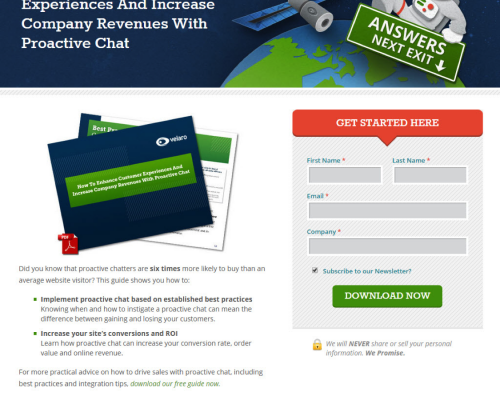 Experiences And Increase
Company Revenues With
Proactive Chat
ANSWERS
NEXT EXIT
velaro
How To Enhance Customer Experiences And
Increase Company Revenues With Proactive Chat
PDF
GET STARTED HERE
First Name * Last Name *
Email *
Company *
Subscribe to our Newsletter?
DOWNLOAD NOW
We will NEVER share or sell your personal
information. We Promise.
Did you know that proactive chatters are six times more likely to buy than an
average website visitor? This guide shows you how to:
Implement proactive chat based on established best practices
Knowing when and how to instigate a proactive chat can mean the
difference between gaining and losing your customers.
Increase your site's conversions and ROI
Learn how proactive chat can increase your conversion rate, order
value and online revenue.
For more practical advice on how to drive sales with proactive chat, including
best practices and integration tips, download our free guide now.